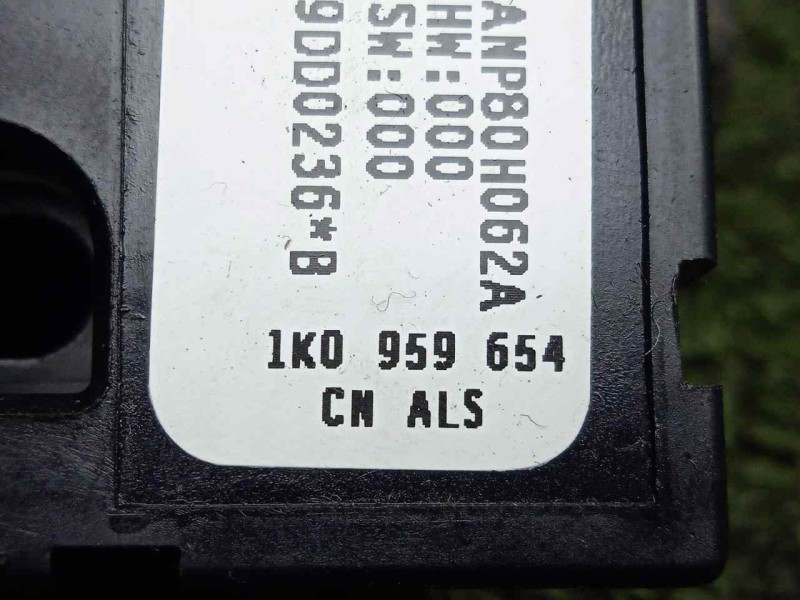 ANP80H062A
HW:000
SW:000
9DD0236*B
1K0 959 654
CN ALS